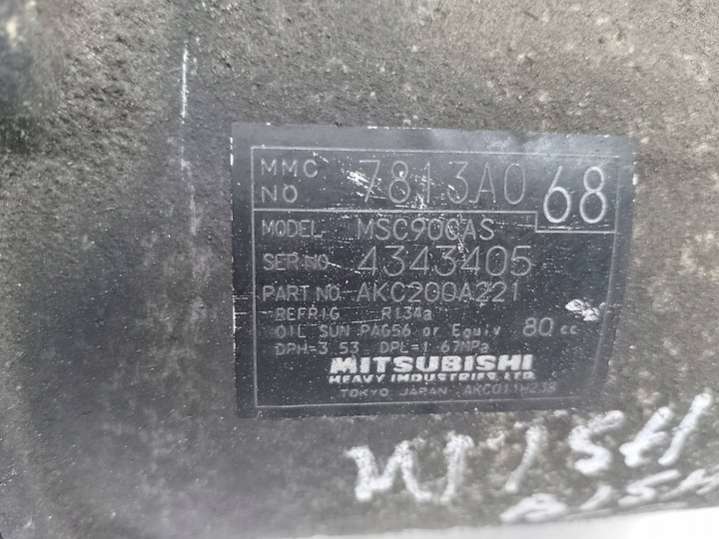 MMC NO 7813A068
MODEL MSC90CAS
SER.NO. 4343405
PART NO. AKC200A221
REFRIG R134a
OIL SUN PAG56 or Equiv 80 cc
DPH=3.53 DPL=1.67MPa
MITSUBISHI
HEAVY INDUSTRIES, LTD.
TOKYO JAPAN AKC011H238